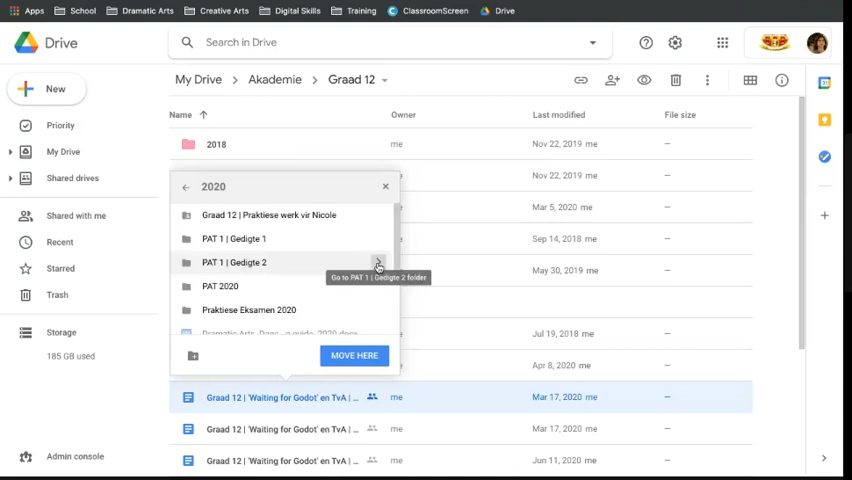 Apps School Dramatic Arts Creative Arts Digital Skills Training ClassroomScreen Drive
Drive
Search in Drive
New
My Drive > Akademie > Graad 12
Name Owner Last modified File size
Priority
My Drive
Shared drives
Shared with me
Recent
Starred
Trash
Storage
185 GB used
Admin console
2018
Nov 22, 2019 me —
Nov 22, 2019 me —
Mar 5, 2020 me —
Sep 14, 2018 me —
May 30, 2019 me —
Jul 19, 2018 me —
Apr 8, 2020 me —
2020
Graad 12 | Praktiese werk vir Nicole
PAT 1 | Gedigte 1
PAT 1 | Gedigte 2
Go to PAT 1 | Gedigte 2 folder
PAT 2020
Praktiese Eksamen 2020
MOVE HERE
Graad 12 | 'Waiting for Godot' en TvA | ... me Mar 17, 2020 me —
Graad 12 | 'Waiting for Godot' en TvA | ... me Mar 17, 2020 me —
Graad 12 | 'Waiting for Godot' en TvA | ... me Jun 11, 2020 me —